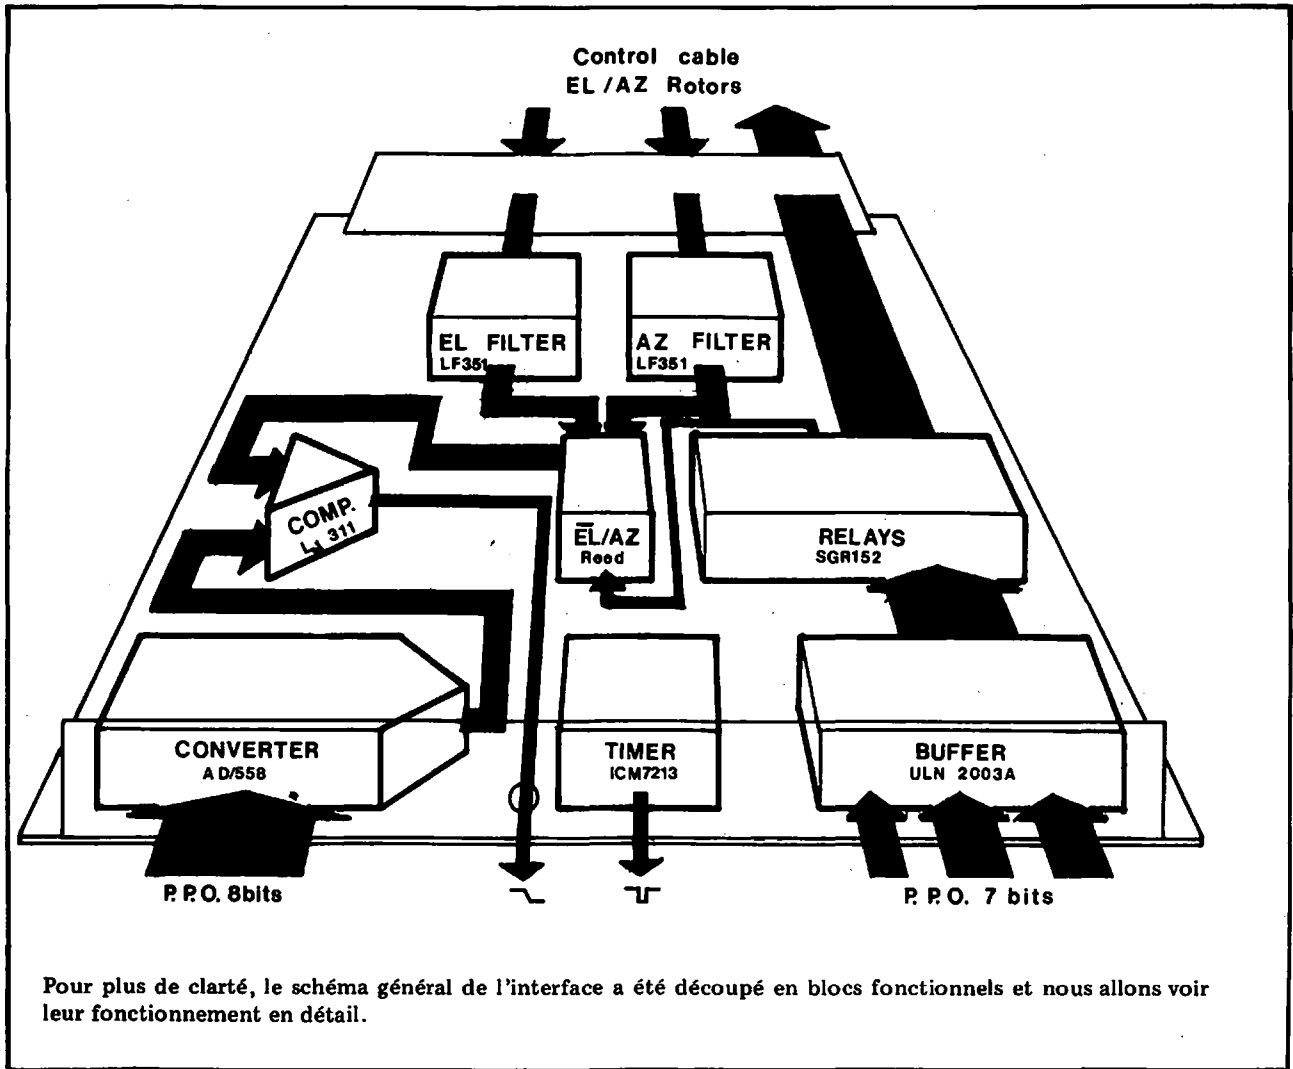 Control cable
EL/AZ Rotors
EL FILTER
LF351
AZ FILTER
LF351
COMP.
311
E̅L/AZ
Reed
RELAYS
SGR152
CONVERTER
AD/558
TIMER
ICM7213
BUFFER
ULN 2003A
P.P.O. 8bits
P.P.O. 7 bits
Pour plus de clarté, le schéma général de l'interface a été découpé en blocs fonctionnels et nous allons voir
leur fonctionnement en détail.